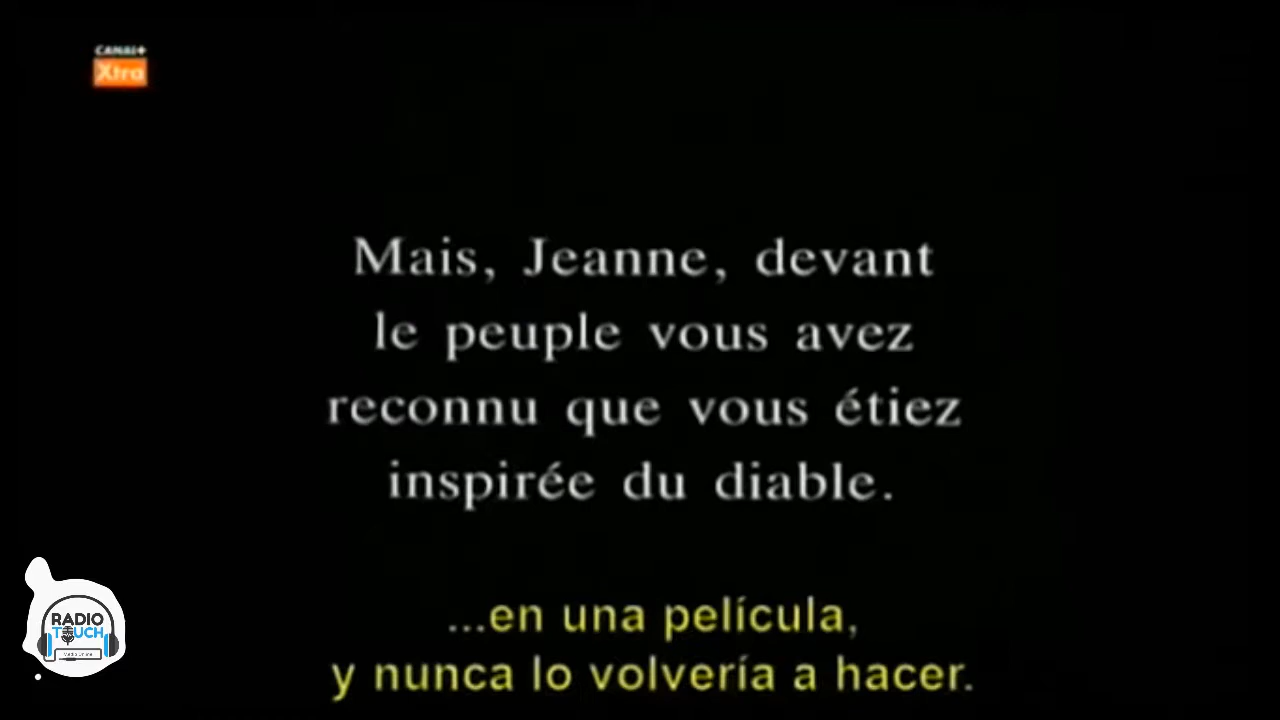 CANAL+
Xtra
Mais, Jeanne, devant
le peuple vous avez
reconnu que vous étiez
inspirée du diable.
RADIO
TOUCH
...en una película,
y nunca lo volvería a hacer.